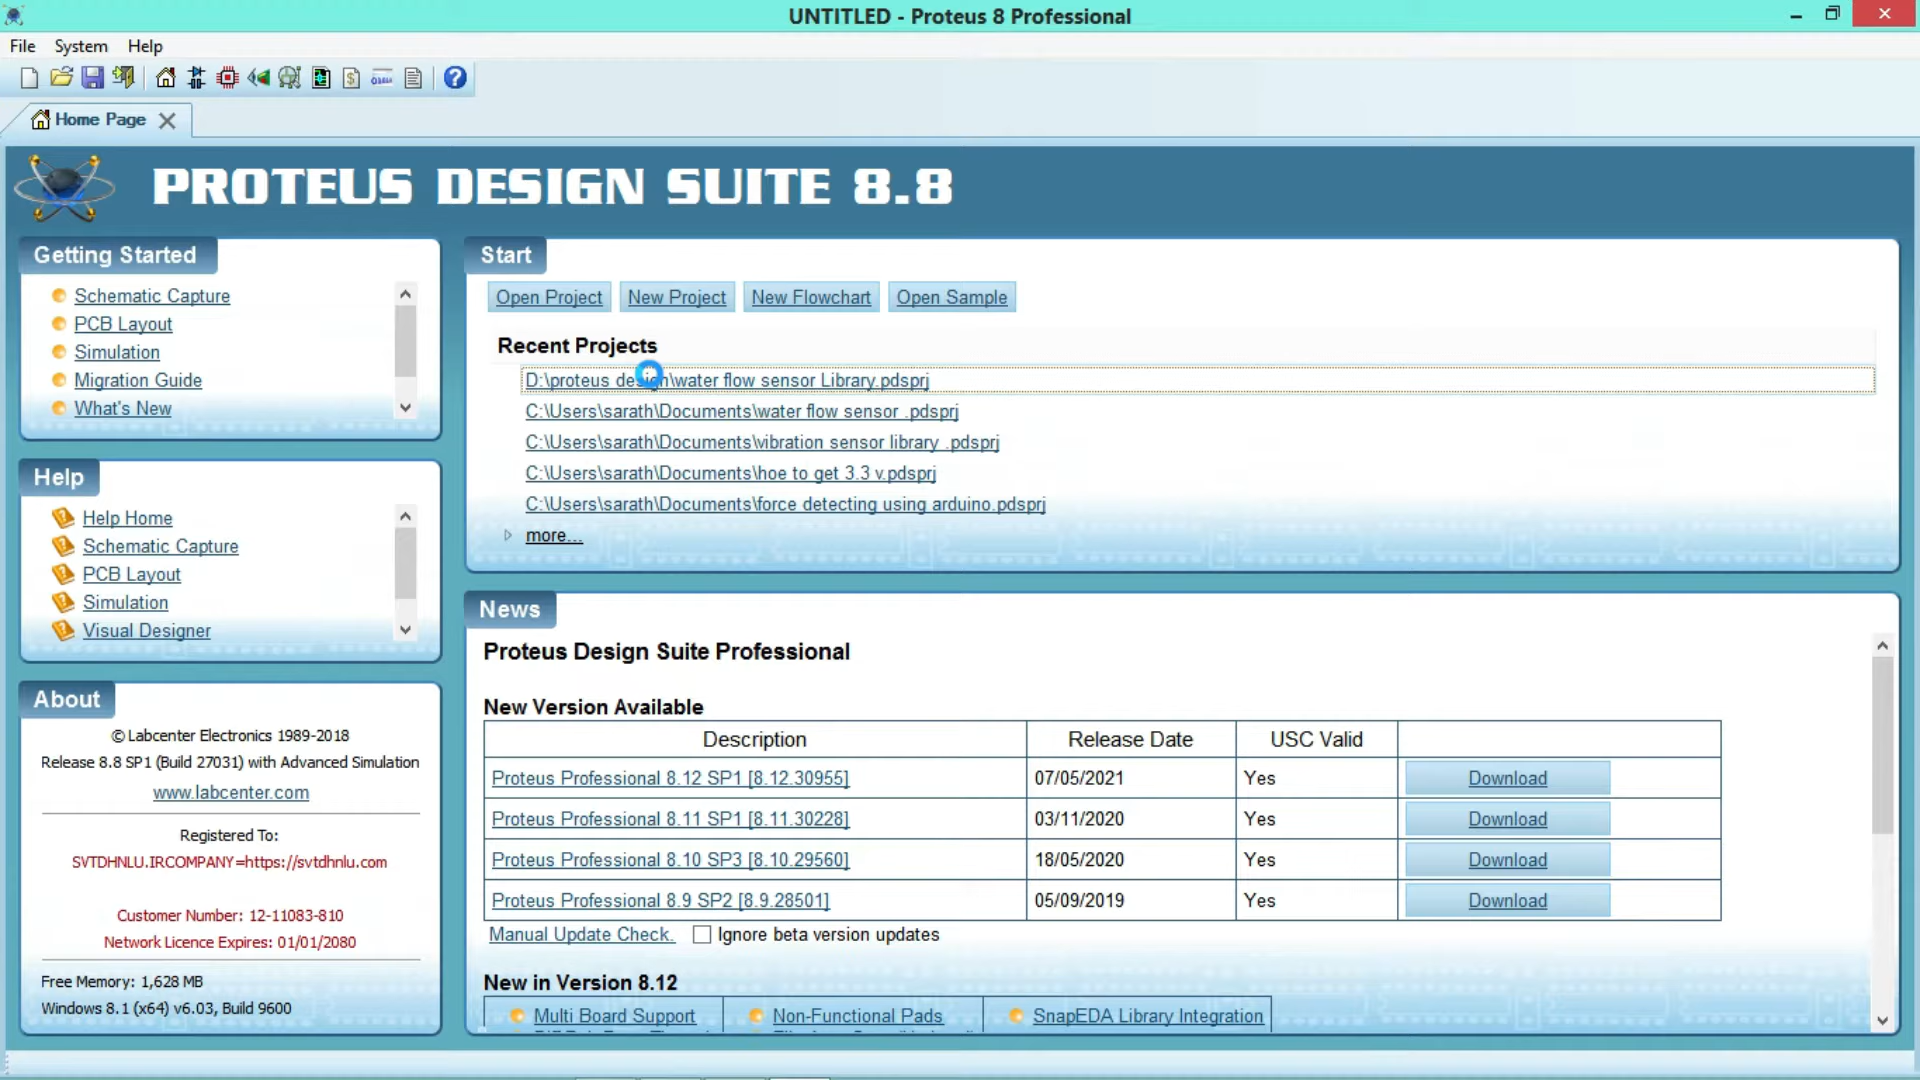 UNTITLED - Proteus 8 Professional
File System Help
Home Page
PROTEUS DESIGN SUITE 8.8
Getting Started
Schematic Capture
PCB Layout
Simulation
Migration Guide
What's New
Help
Help Home
Schematic Capture
PCB Layout
Simulation
Visual Designer
About
© Labcenter Electronics 1989-2018
Release 8.8 SP1 (Build 27031) with Advanced Simulation
www.labcenter.com
Registered To:
SVTDHNLU.IRCOMPANY=https://svtdhnlu.com
Customer Number: 12-11083-810
Network Licence Expires: 01/01/2080
Free Memory: 1,628 MB
Windows 8.1 (x64) v6.03, Build 9600
Start
Open Project New Project New Flowchart Open Sample
Recent Projects
D:\proteus design\water flow sensor Library.pdsprj
C:\Users\sarath\Documents\water flow sensor .pdsprj
C:\Users\sarath\Documents\vibration sensor library .pdsprj
C:\Users\sarath\Documents\hoe to get 3.3 v.pdsprj
C:\Users\sarath\Documents\force detecting using arduino.pdsprj
more...
News
Proteus Design Suite Professional
New Version Available
Description Release Date USC Valid
Proteus Professional 8.12 SP1 [8.12.30955] 07/05/2021 Yes Download
Proteus Professional 8.11 SP1 [8.11.30228] 03/11/2020 Yes Download
Proteus Professional 8.10 SP3 [8.10.29560] 18/05/2020 Yes Download
Proteus Professional 8.9 SP2 [8.9.28501] 05/09/2019 Yes Download
Manual Update Check. Ignore beta version updates
New in Version 8.12
Multi Board Support Non-Functional Pads SnapEDA Library Integration